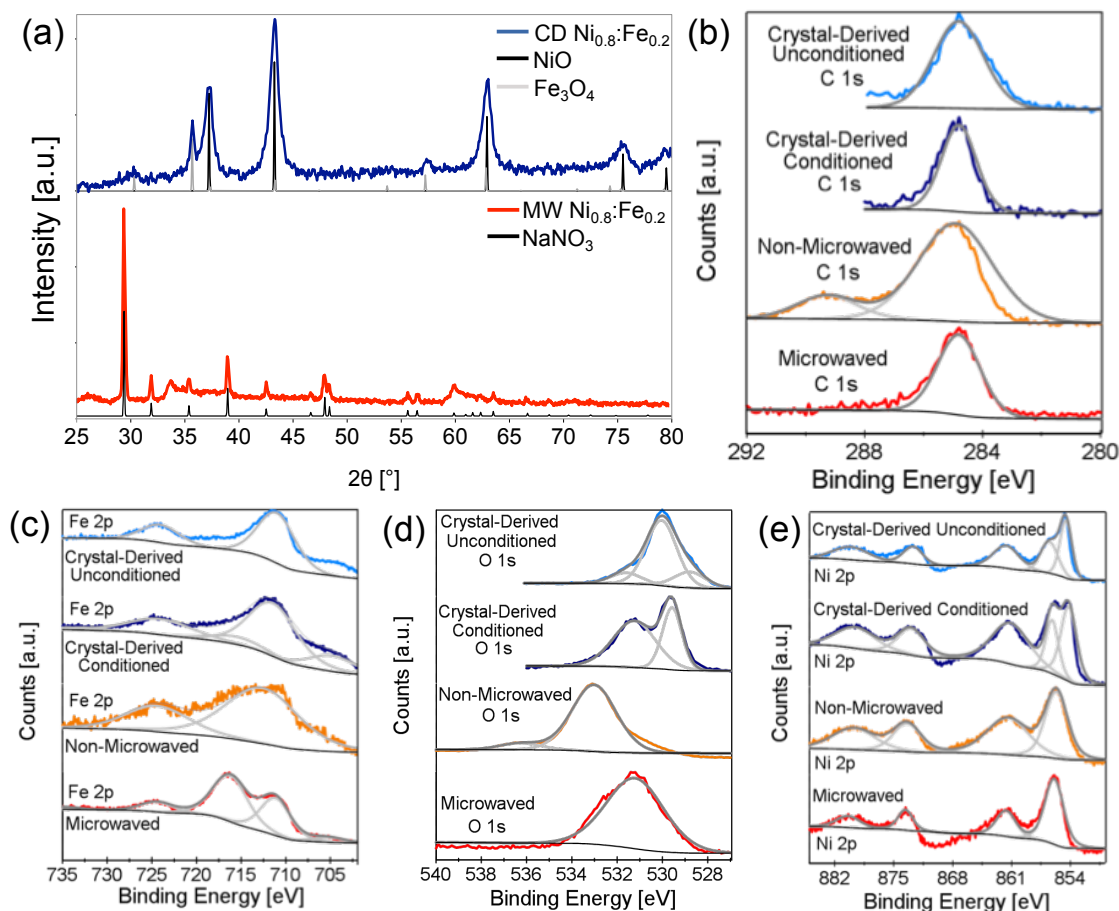 (a)
CD Ni0.8:Fe0.2
NiO
Fe3O4
MW Ni0.8:Fe0.2
NaNO3
Intensity [a.u.]
25 30 35 40 45 50 55 60 65 70 75 80
2θ [°]
(b)
Crystal-Derived
Unconditioned
C 1s
Crystal-Derived
Conditioned
C 1s
Non-Microwaved
C 1s
Microwaved
C 1s
Counts [a.u.]
292 288 284 280
Binding Energy [eV]
(c)
Fe 2p
Crystal-Derived
Unconditioned
Fe 2p
Crystal-Derived
Conditioned
Fe 2p
Non-Microwaved
Fe 2p
Microwaved
Counts [a.u.]
735 730 725 720 715 710 705
Binding Energy [eV]
(d)
Crystal-Derived
Unconditioned
O 1s
Crystal-Derived
Conditioned
O 1s
Non-Microwaved
O 1s
Microwaved
O 1s
Counts [a.u.]
540 538 536 534 532 530 528
Binding Energy [eV]
(e)
Crystal-Derived Unconditioned
Ni 2p
Crystal-Derived Conditioned
Ni 2p
Non-Microwaved
Ni 2p
Microwaved
Ni 2p
Counts [a.u.]
882 875 868 861 854
Binding Energy [eV]